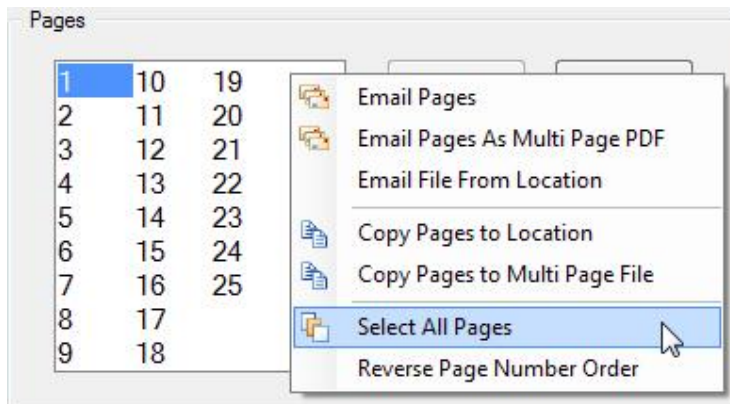 Pages
1 10 19
2 11 20
3 12 21
4 13 22
5 14 23
6 15 24
7 16 25
8 17
9 18
Email Pages
Email Pages As Multi Page PDF
Email File From Location
Copy Pages to Location
Copy Pages to Multi Page File
Select All Pages
Reverse Page Number Order